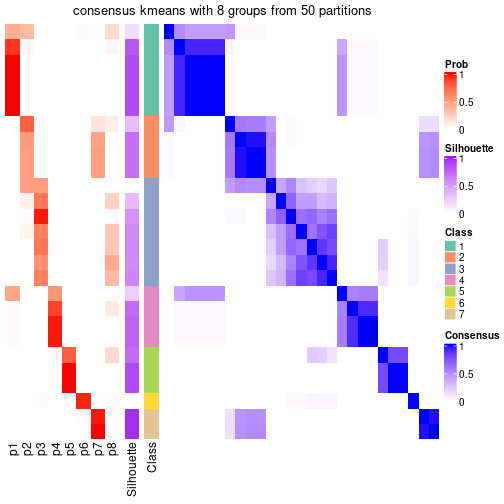 consensus kmeans with 8 groups from 50 partitions
Prob
1
0.5
0
Silhouette
1
0.5
0
Class
1
2
3
4
5
6
7
Consensus
1
0.5
0
p1
p2
p3
p4
p5
p6
p7
p8
Silhouette
Class